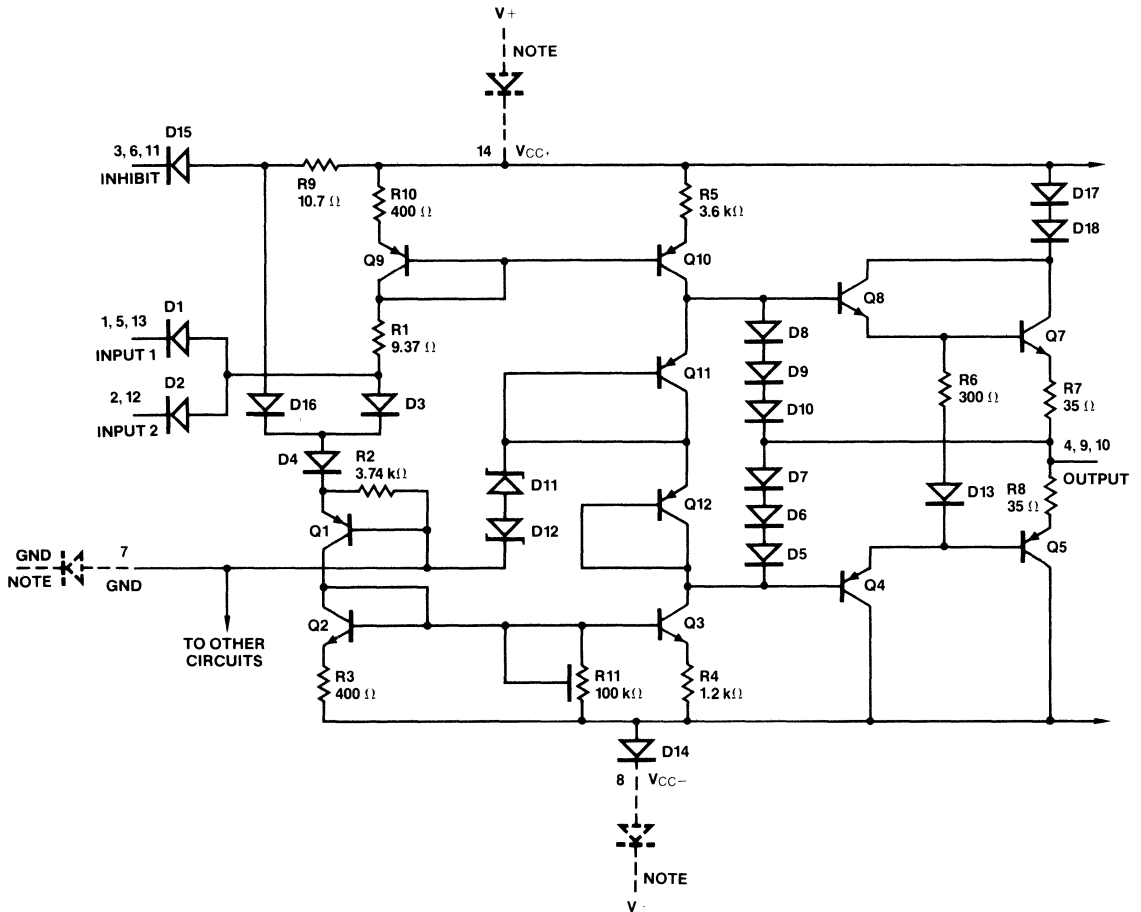 V+
NOTE
D15
3, 6, 11
INHIBIT
14 VCC+
R9
10.7 Ω
R10
400 Ω
R5
3.6 kΩ
D17
D18
Q9
Q10
Q8
D1
1, 5, 13
INPUT 1
R1
9.37 Ω
D8
Q7
D2
2, 12
INPUT 2
Q11
D9
R6
300 Ω
R7
35 Ω
D16
D3
D10
4, 9, 10
OUTPUT
D4
R2
3.74 kΩ
D11
D7
R8
35 Ω
Q12
D13
Q1
D12
D6
GND
NOTE
7
GND
D5
Q4
Q5
TO OTHER
CIRCUITS
Q2
Q3
R3
400 Ω
R11
100 kΩ
R4
1.2 kΩ
D14
8 VCC−
NOTE
V-